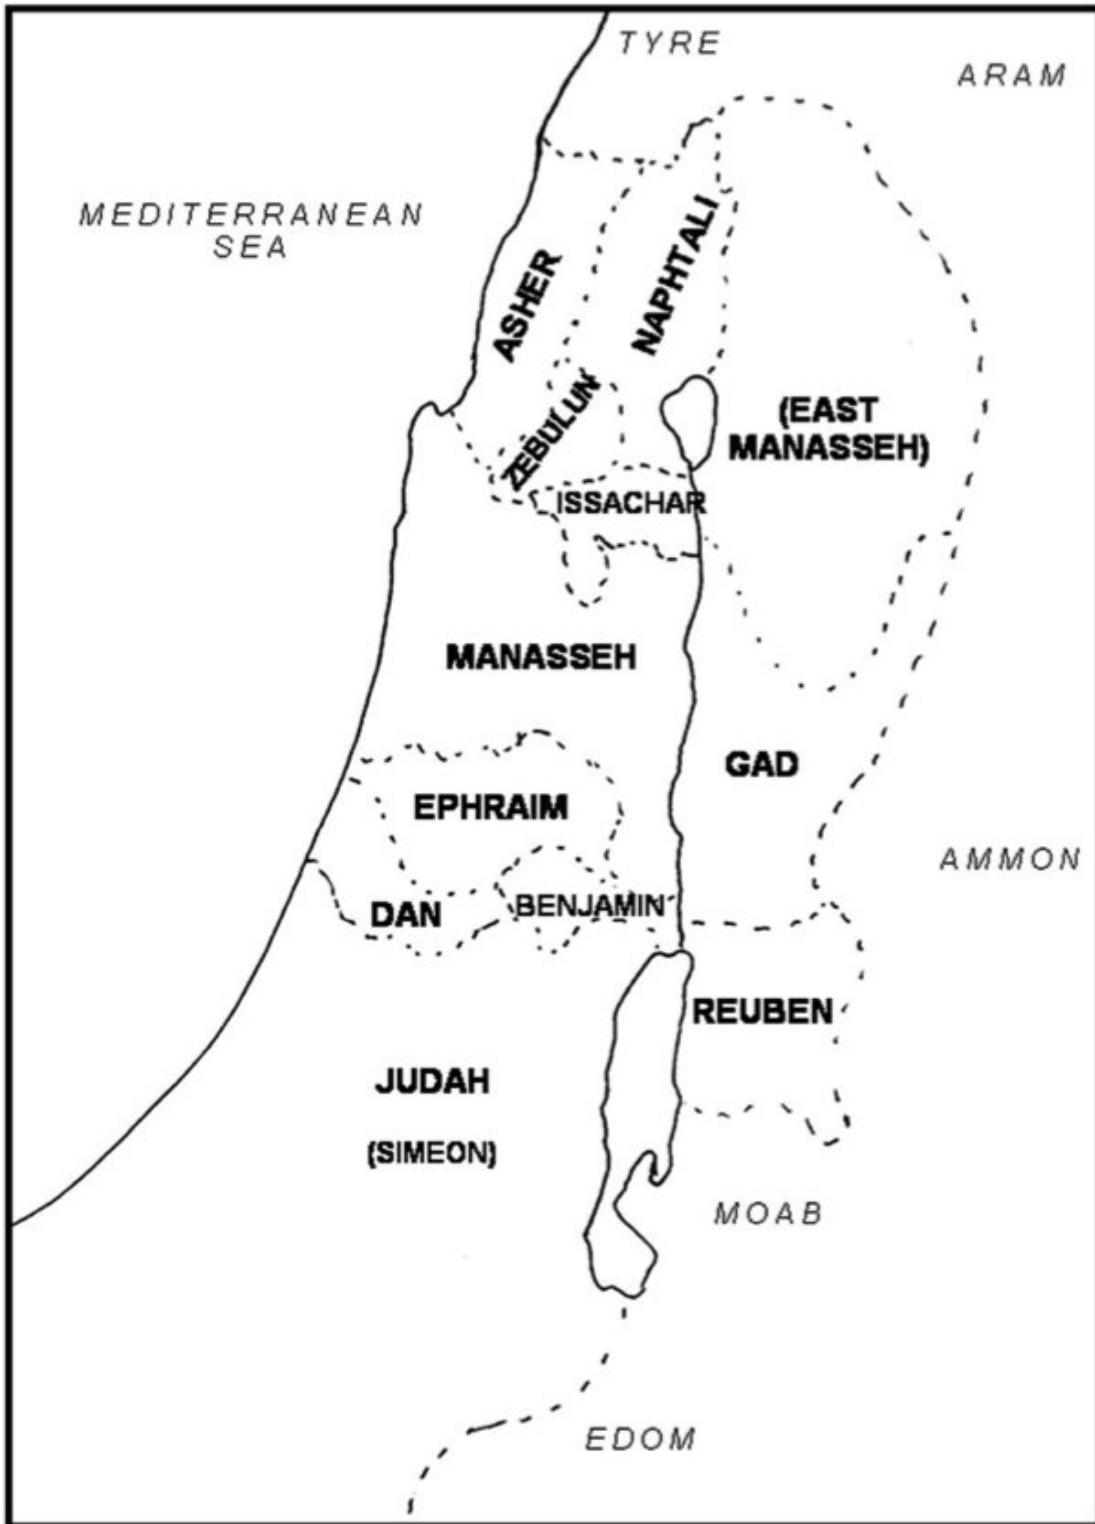 TYRE
ARAM
MEDITERRANEAN
SEA
ASHER
NAPHTALI
ZEBULUN
(EAST
MANASSEH)
ISSACHAR
MANASSEH
GAD
EPHRAIM
AMMON
DAN
BENJAMIN
REUBEN
JUDAH
(SIMEON)
MOAB
EDOM